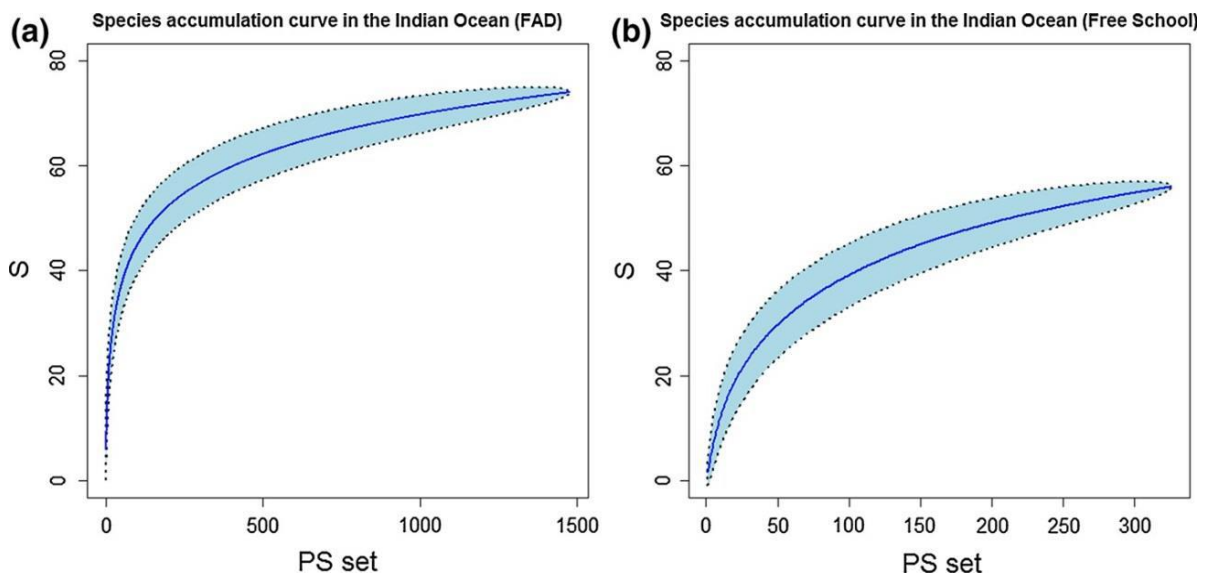 (a) Species accumulation curve in the Indian Ocean (FAD)
80
60
40
20
0
S
0 500 1000 1500
PS set
(b) Species accumulation curve in the Indian Ocean (Free School)
80
60
40
20
0
S
0 50 100 150 200 250 300
PS set